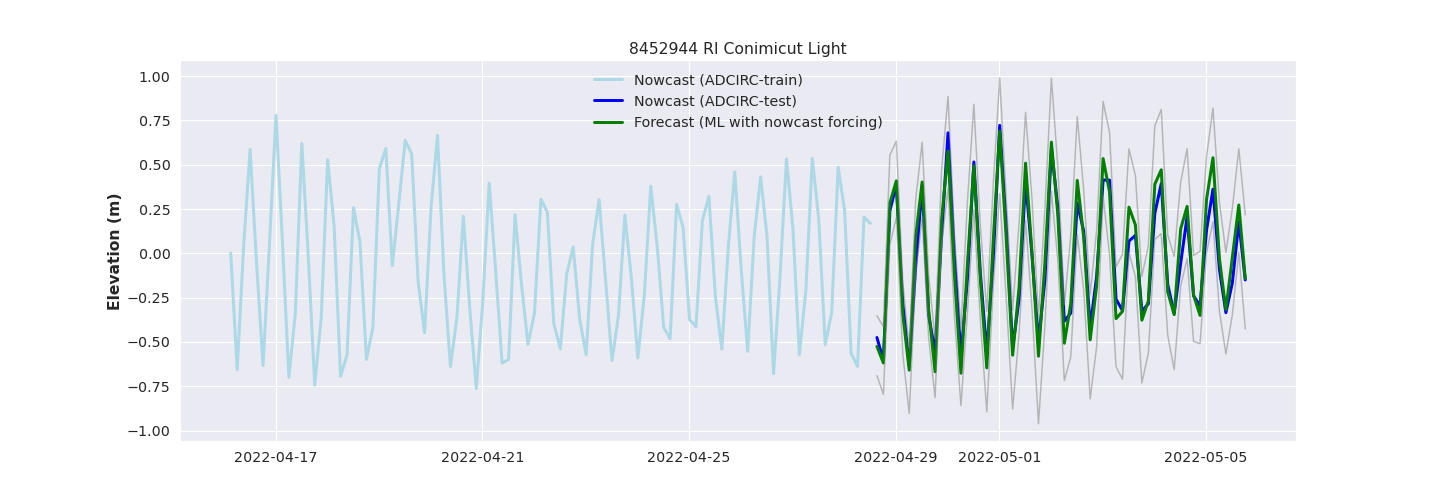 8452944 RI Conimicut Light
Nowcast (ADCIRC-train)
Nowcast (ADCIRC-test)
Forecast (ML with nowcast forcing)
Elevation (m)
1.00
0.75
0.50
0.25
0.00
−0.25
−0.50
−0.75
−1.00
2022-04-17 2022-04-21 2022-04-25 2022-04-29 2022-05-01 2022-05-05